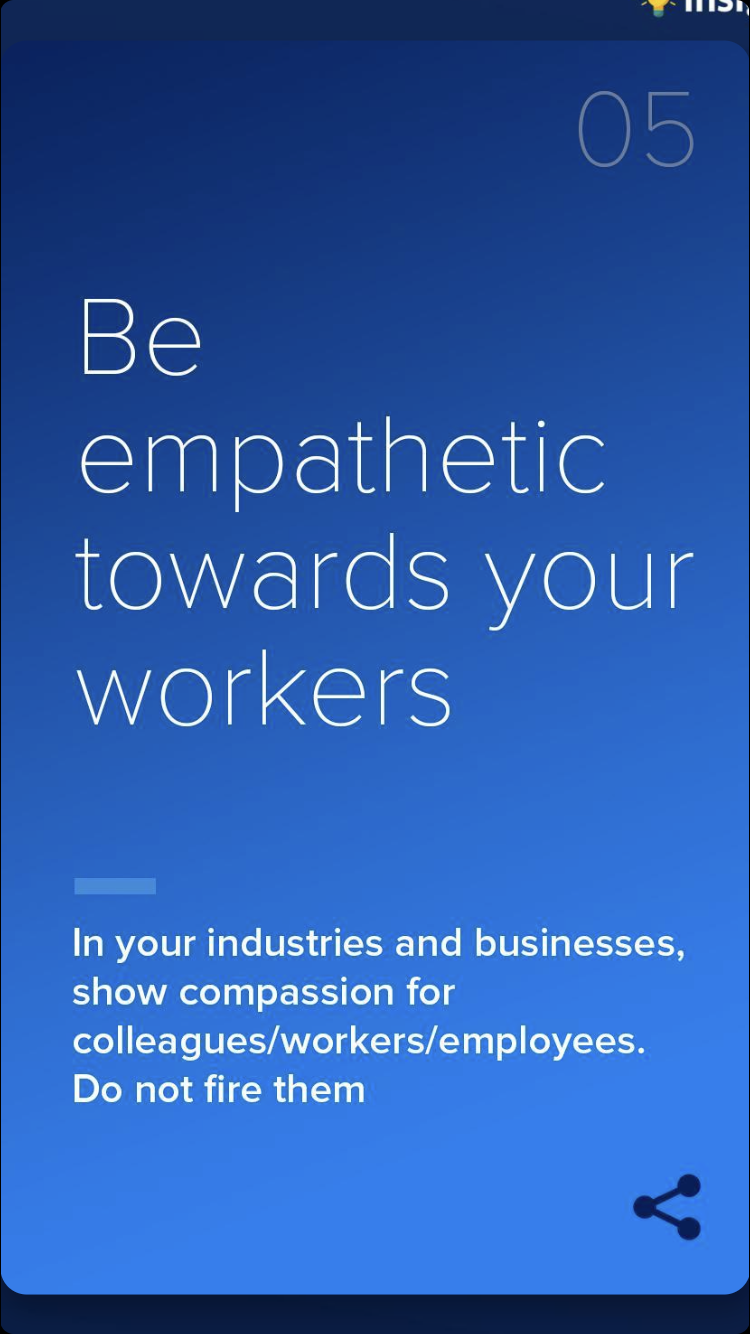 05
Be
empathetic
towards your
workers
In your industries and businesses,
show compassion for
colleagues/workers/employees.
Do not fire them